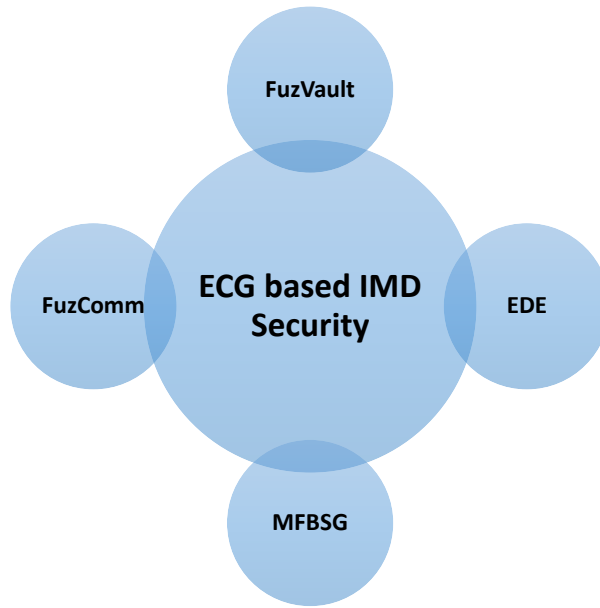 FuzVault
ECG based IMD
Security
FuzComm
EDE
MFBSG